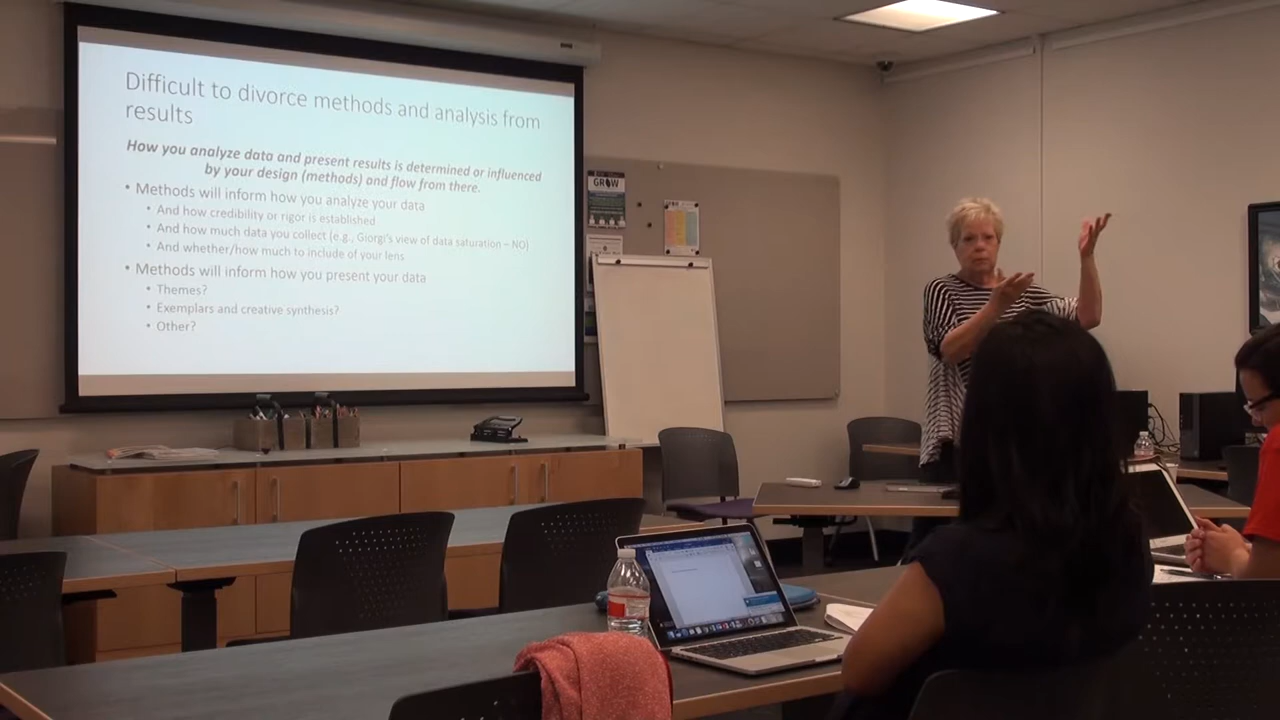 Difficult to divorce methods and analysis from
results
How you analyze data and present results is determined or influenced
by your design (methods) and flow from there.
• Methods will inform how you analyze your data
• And how credibility or rigor is established
• And how much data you collect (e.g., Giorgi's view of data saturation – NO)
• And whether/how much to include of your lens
• Methods will inform how you present your data
• Themes?
• Exemplars and creative synthesis?
• Other?
GROW